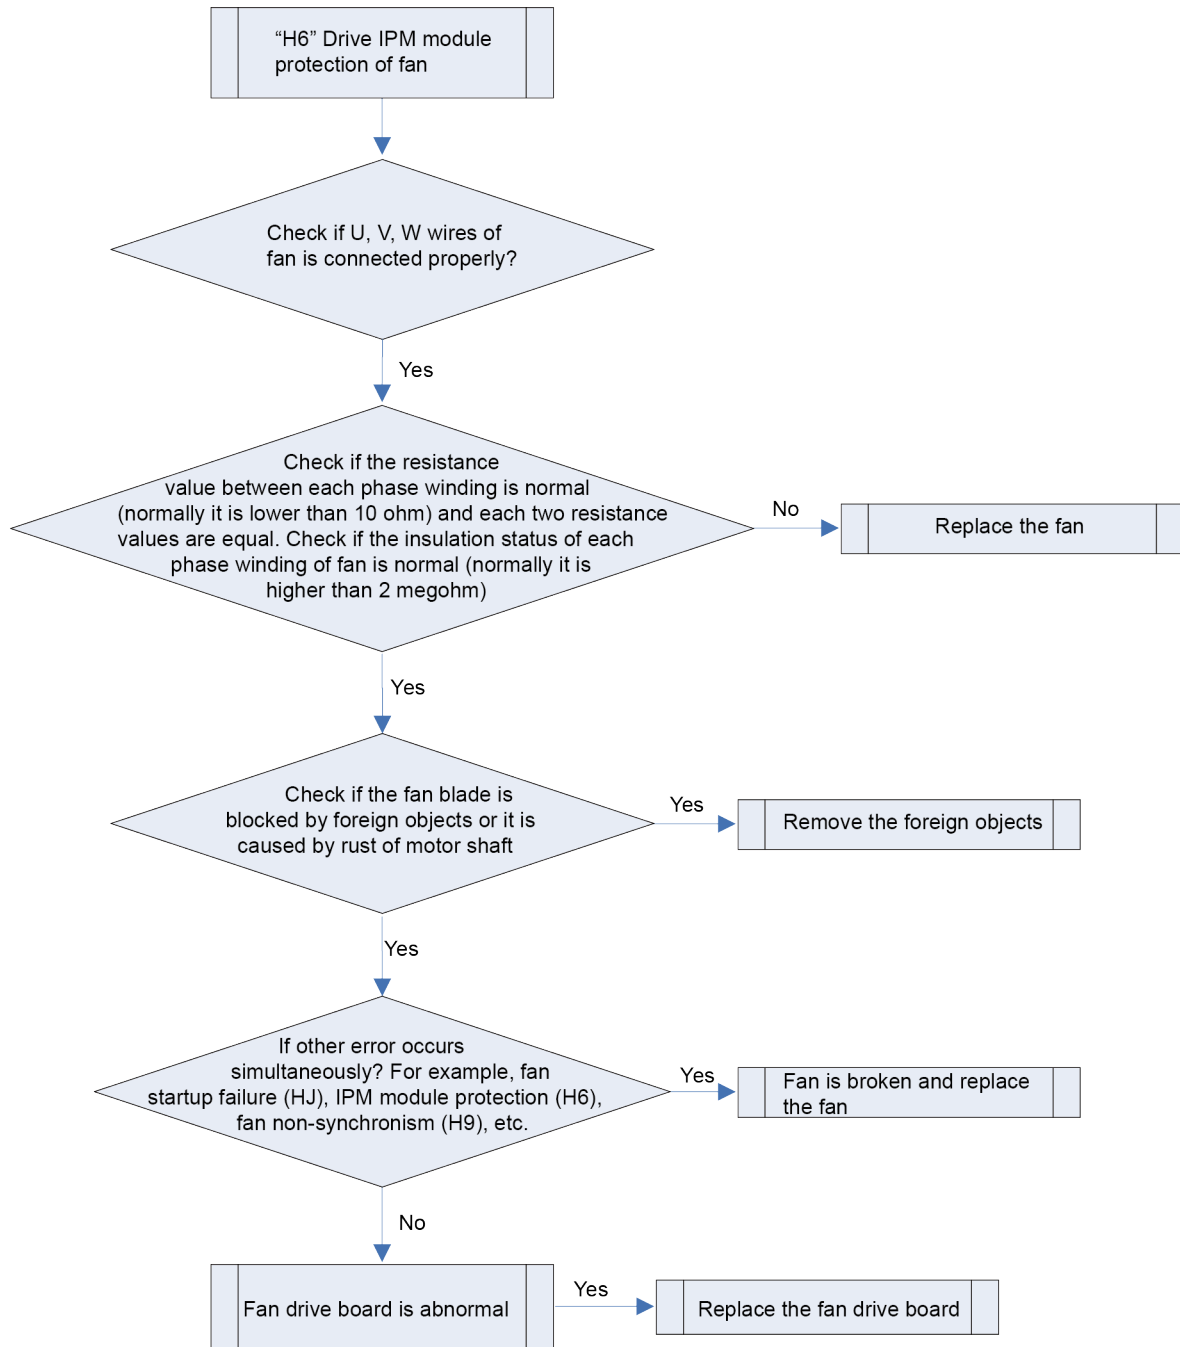 “H6” Drive IPM module
protection of fan
Check if U, V, W wires of
fan is connected properly?
Yes
Check if the resistance
value between each phase winding is normal
(normally it is lower than 10 ohm) and each two resistance
values are equal. Check if the insulation status of each
phase winding of fan is normal (normally it is
higher than 2 megohm)
No
Replace the fan
Yes
Check if the fan blade is
blocked by foreign objects or it is
caused by rust of motor shaft
Yes
Remove the foreign objects
Yes
If other error occurs
simultaneously? For example, fan
startup failure (HJ), IPM module protection (H6),
fan non-synchronism (H9), etc.
Yes
Fan is broken and replace
the fan
No
Fan drive board is abnormal
Yes
Replace the fan drive board